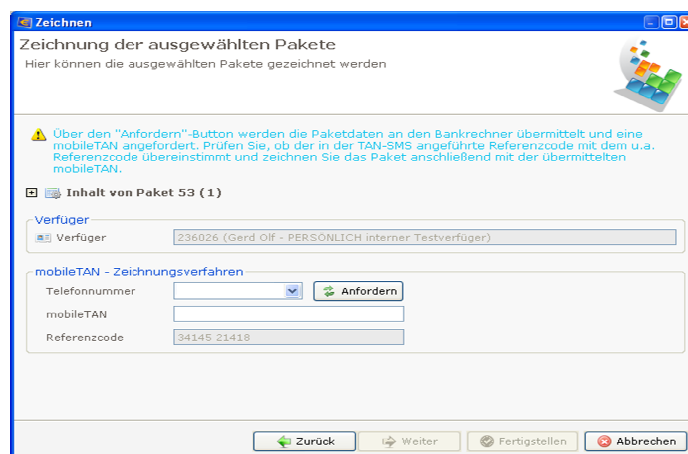 Zeichnen
Zeichnung der ausgewählten Pakete
Hier können die ausgewählten Pakete gezeichnet werden
Über den "Anfordern"-Button werden die Paketdaten an den Bankrechner übermittelt und eine
mobileTAN angefordert. Prüfen Sie, ob der in der TAN-SMS angeführte Referenzcode mit dem u.a.
Referenzcode übereinstimmt und zeichnen Sie das Paket anschließend mit der übermittelten
mobileTAN.
Inhalt von Paket 53 (1)
Verfüger
Verfüger 236026 (Gerd Olf - PERSÖNLICH interner Testverfüger)
mobileTAN - Zeichnungsverfahren
Telefonnummer Anfordern
mobileTAN
Referenzcode 34145 21418
Zurück Weiter Fertigstellen Abbrechen